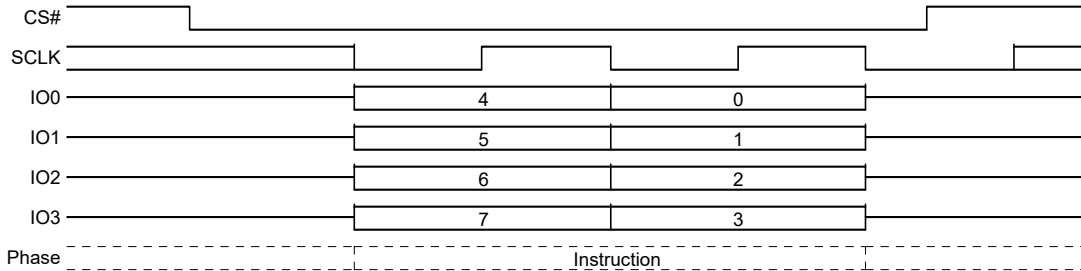 CS#
SCLK
IO0 4 0
IO1 5 1
IO2 6 2
IO3 7 3
Phase Instruction